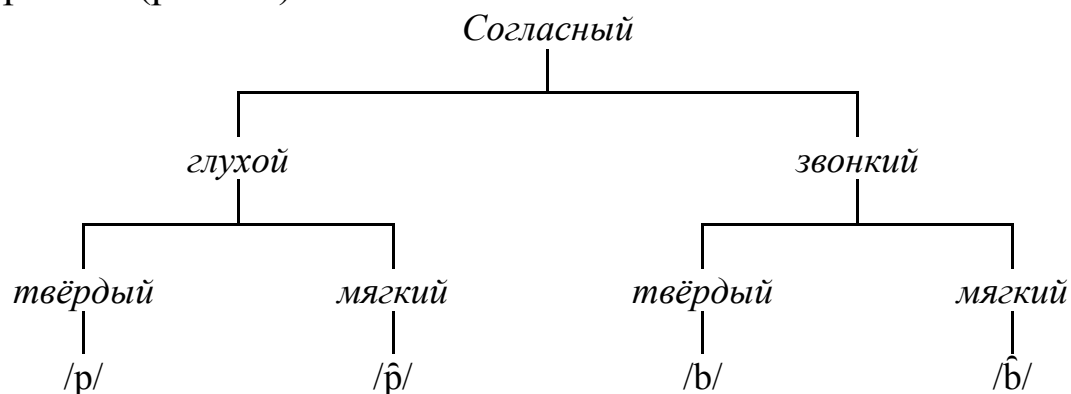 Согласный
глухой звонкий
твёрдый мягкий твёрдый мягкий
/p/ /p̂/ /b/ /b̂/